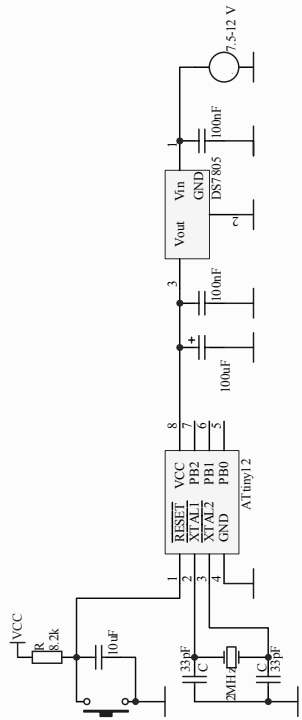 VCC
R
8.2k
10uF
1
2
3
4
RESET
XTAL1
XTAL2
GND
VCC
PB2
PB1
PB0
ATtiny12
8
7
6
5
33pF
C
2MHz
33pF
C
+
100uF
100nF
3
Vout
Vin
GND
DS7805
2
1
100nF
7.5-12 V